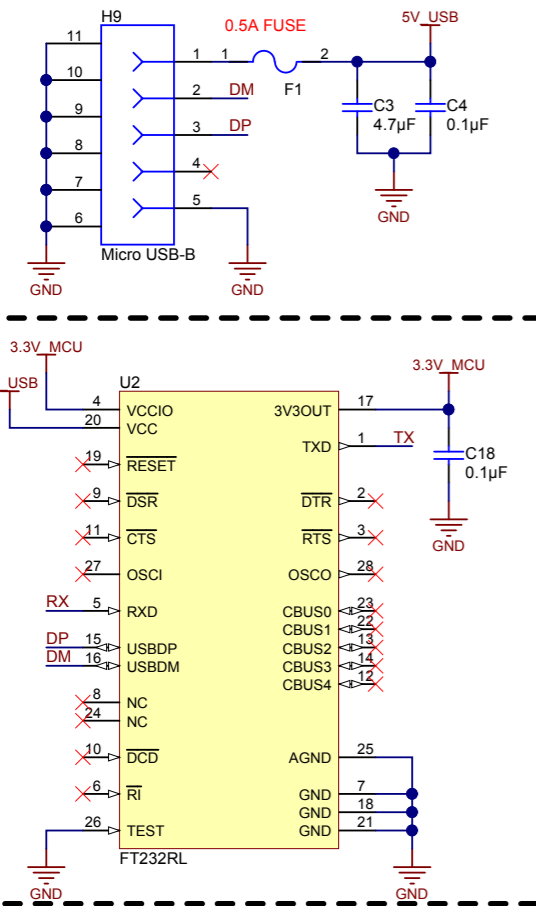 H9
0.5A FUSE
5V_USB
11
1
1
2
10
2
DM
F1
C3
C4
9
3
DP
4.7µF
0.1µF
8
4
7
5
6
Micro USB-B
GND
GND
GND
3.3V_MCU
3.3V_MCU
USB
U2
4
VCCIO
3V3OUT
17
20
VCC
TXD
1
TX
19
RESET
C18
0.1µF
9
DSR
DTR
2
11
CTS
RTS
3
GND
27
OSCI
OSCO
28
RX
5
RXD
CBUS0
23
CBUS1
22
DP
15
USBDP
CBUS2
13
DM
16
USBDM
CBUS3
14
CBUS4
12
8
NC
24
NC
10
DCD
AGND
25
6
RI
GND
7
GND
18
26
TEST
GND
21
FT232RL
GND
GND